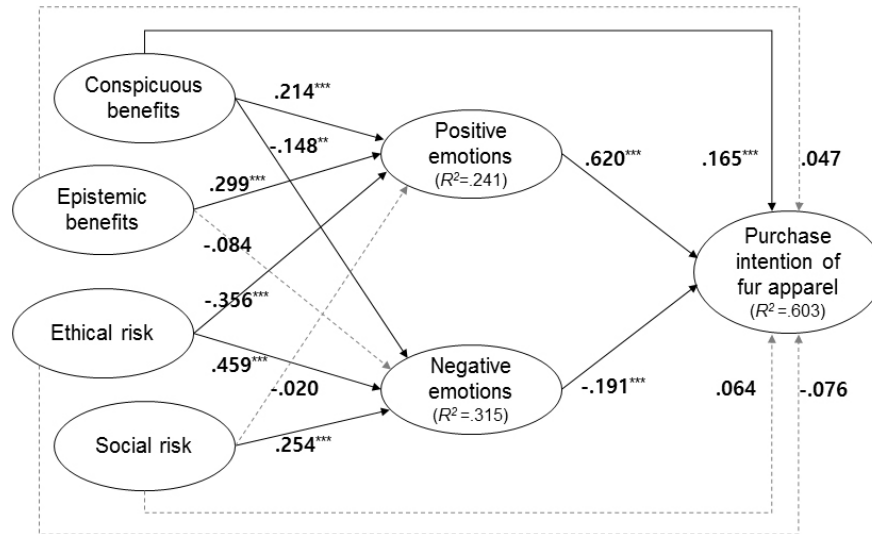 Conspicuous
benefits
.214***
-.148**
Positive
emotions
(R²=.241)
.620***
.165***
.047
Epistemic
benefits
.299***
-.084
Purchase
intention of
fur apparel
(R²=.603)
-.356***
Ethical risk
.459***
-.020
Negative
emotions
(R²=.315)
-.191***
.064
-.076
Social risk
.254***